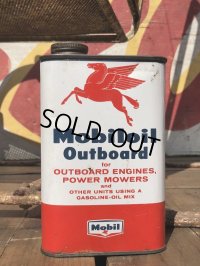 SOLD OUT
Mobiloil
Outboard
for
OUTBOARD ENGINES,
POWER MOWERS
and
OTHER UNITS USING A
GASOLINE-OIL MIX
Mobil